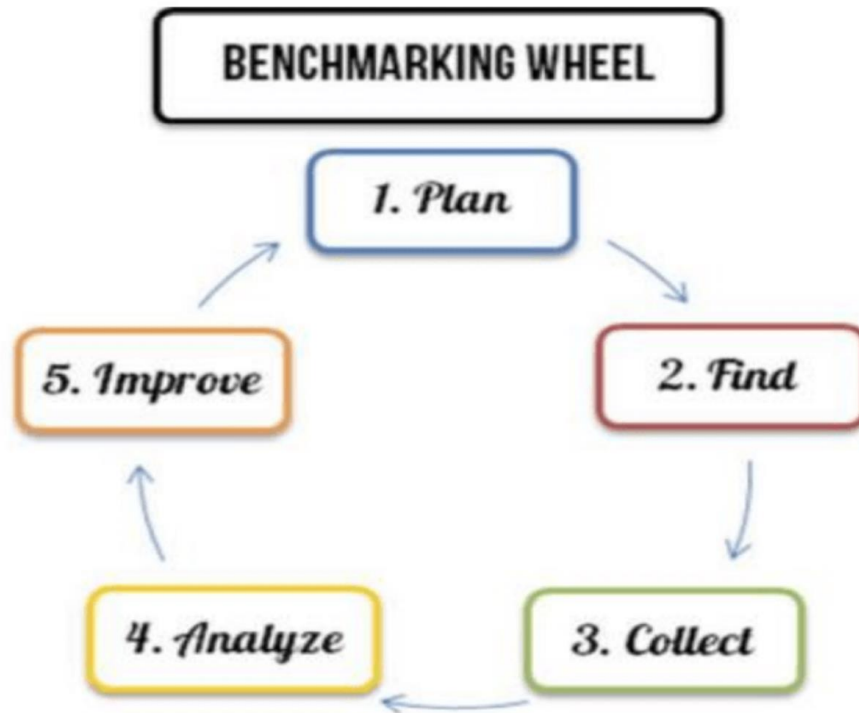 BENCHMARKING WHEEL
1. Plan
2. Find
3. Collect
4. Analyze
5. Improve